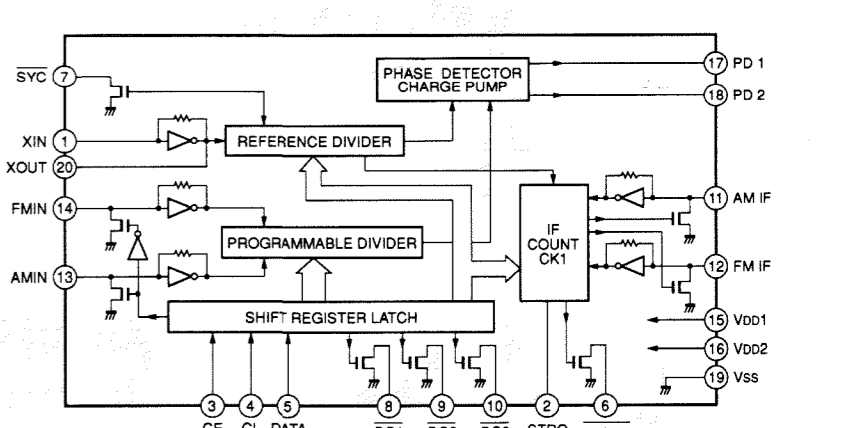 SYC 7
XIN 1
XOUT 20
FMIN 14
AMIN 13
PHASE DETECTOR
CHARGE PUMP
REFERENCE DIVIDER
PROGRAMMABLE DIVIDER
SHIFT REGISTER LATCH
IF
COUNT
CK1
17 PD 1
18 PD 2
11 AM IF
12 FM IF
15 VDD1
16 VDD2
19 VSS
3 4 5 8 9 10 2 6
DATA